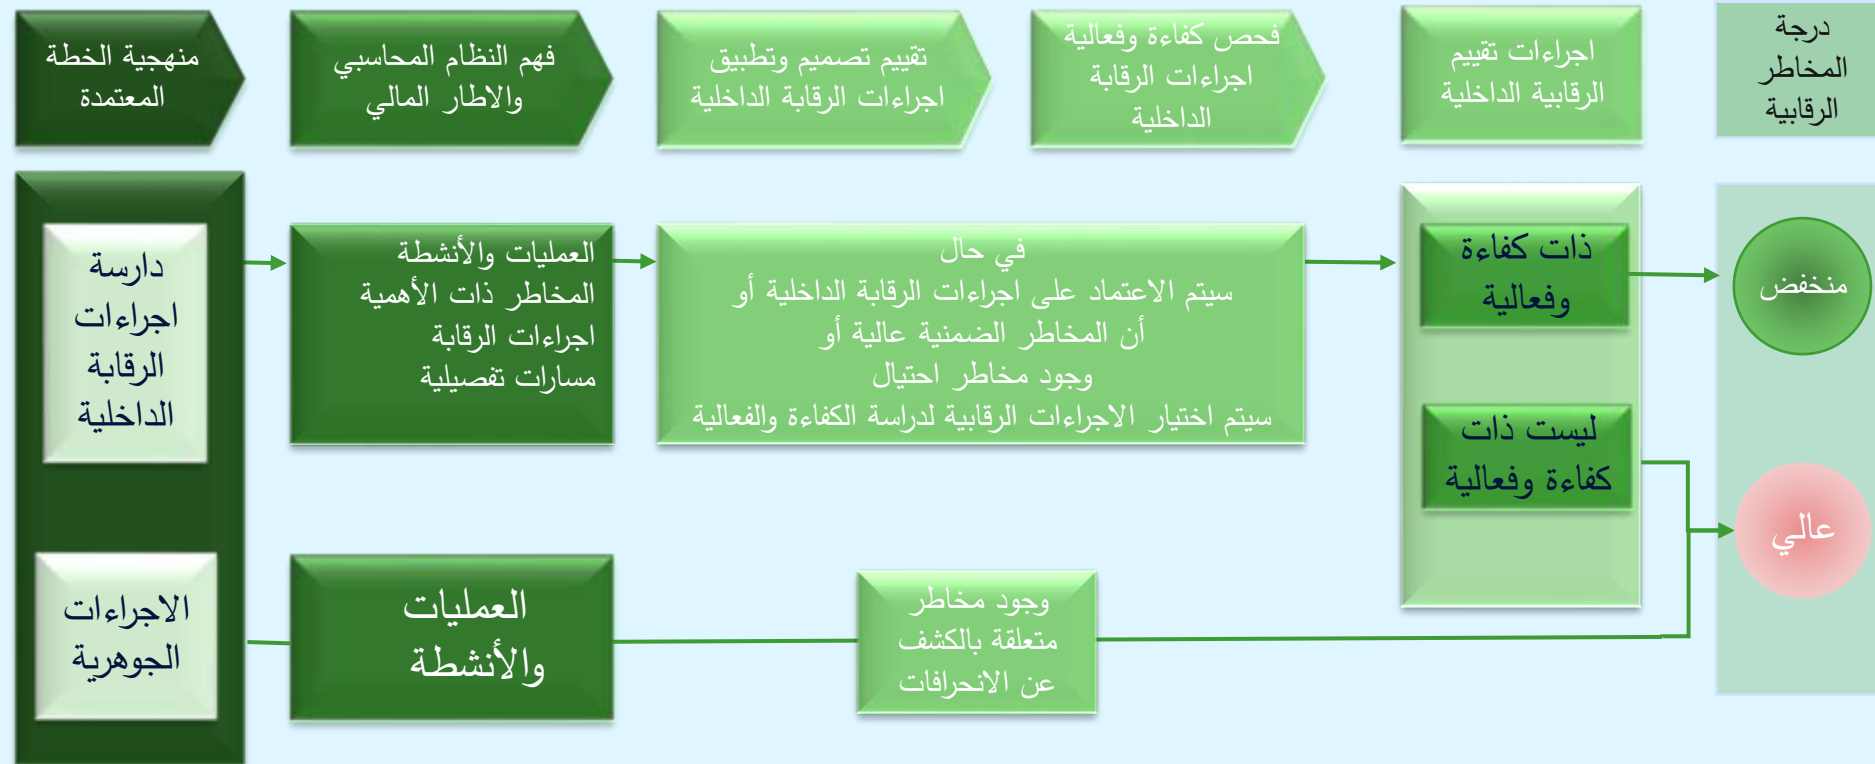 منهجية الخطة
المعتمدة
فهم النظام المحاسبي
والاطار المالي
تقييم تصميم وتطبيق
اجراءات الرقابة الداخلية
فحص كفاءة وفعالية
اجراءات الرقابة
الداخلية
اجراءات تقييم
الرقابية الداخلية
درجة
المخاطر
الرقابية
دارسة
اجراءات
الرقابة
الداخلية
العمليات والأنشطة
المخاطر ذات الأهمية
اجراءات الرقابة
مسارات تفصيلية
في حال
سيتم الاعتماد على اجراءات الرقابة الداخلية أو
أن المخاطر الضمنية عالية أو
وجود مخاطر احتيال
سيتم اختيار الاجراءات الرقابية لدراسة الكفاءة والفعالية
ذات كفاءة
وفعالية
منخفض
ليست ذات
كفاءة وفعالية
عالي
الاجراءات
الجوهرية
العمليات
والأنشطة
وجود مخاطر
متعلقة بالكشف
عن الانحرافات